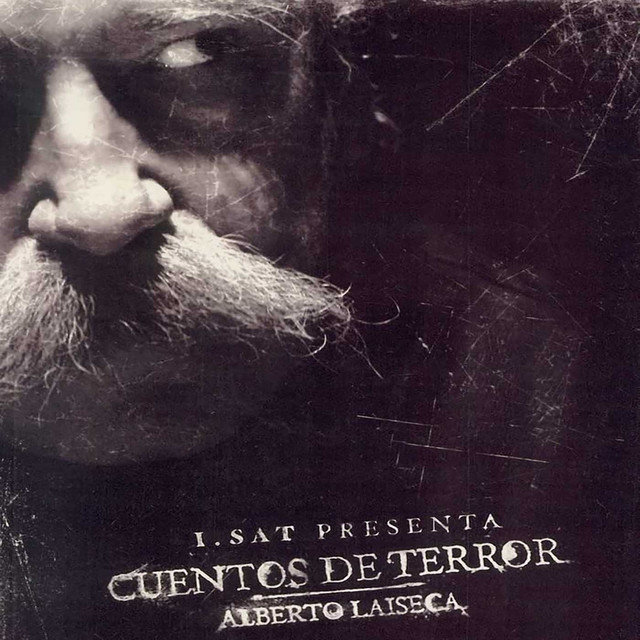 I.SAT PRESENTA
CUENTOS DE TERROR
ALBERTO LAISECA